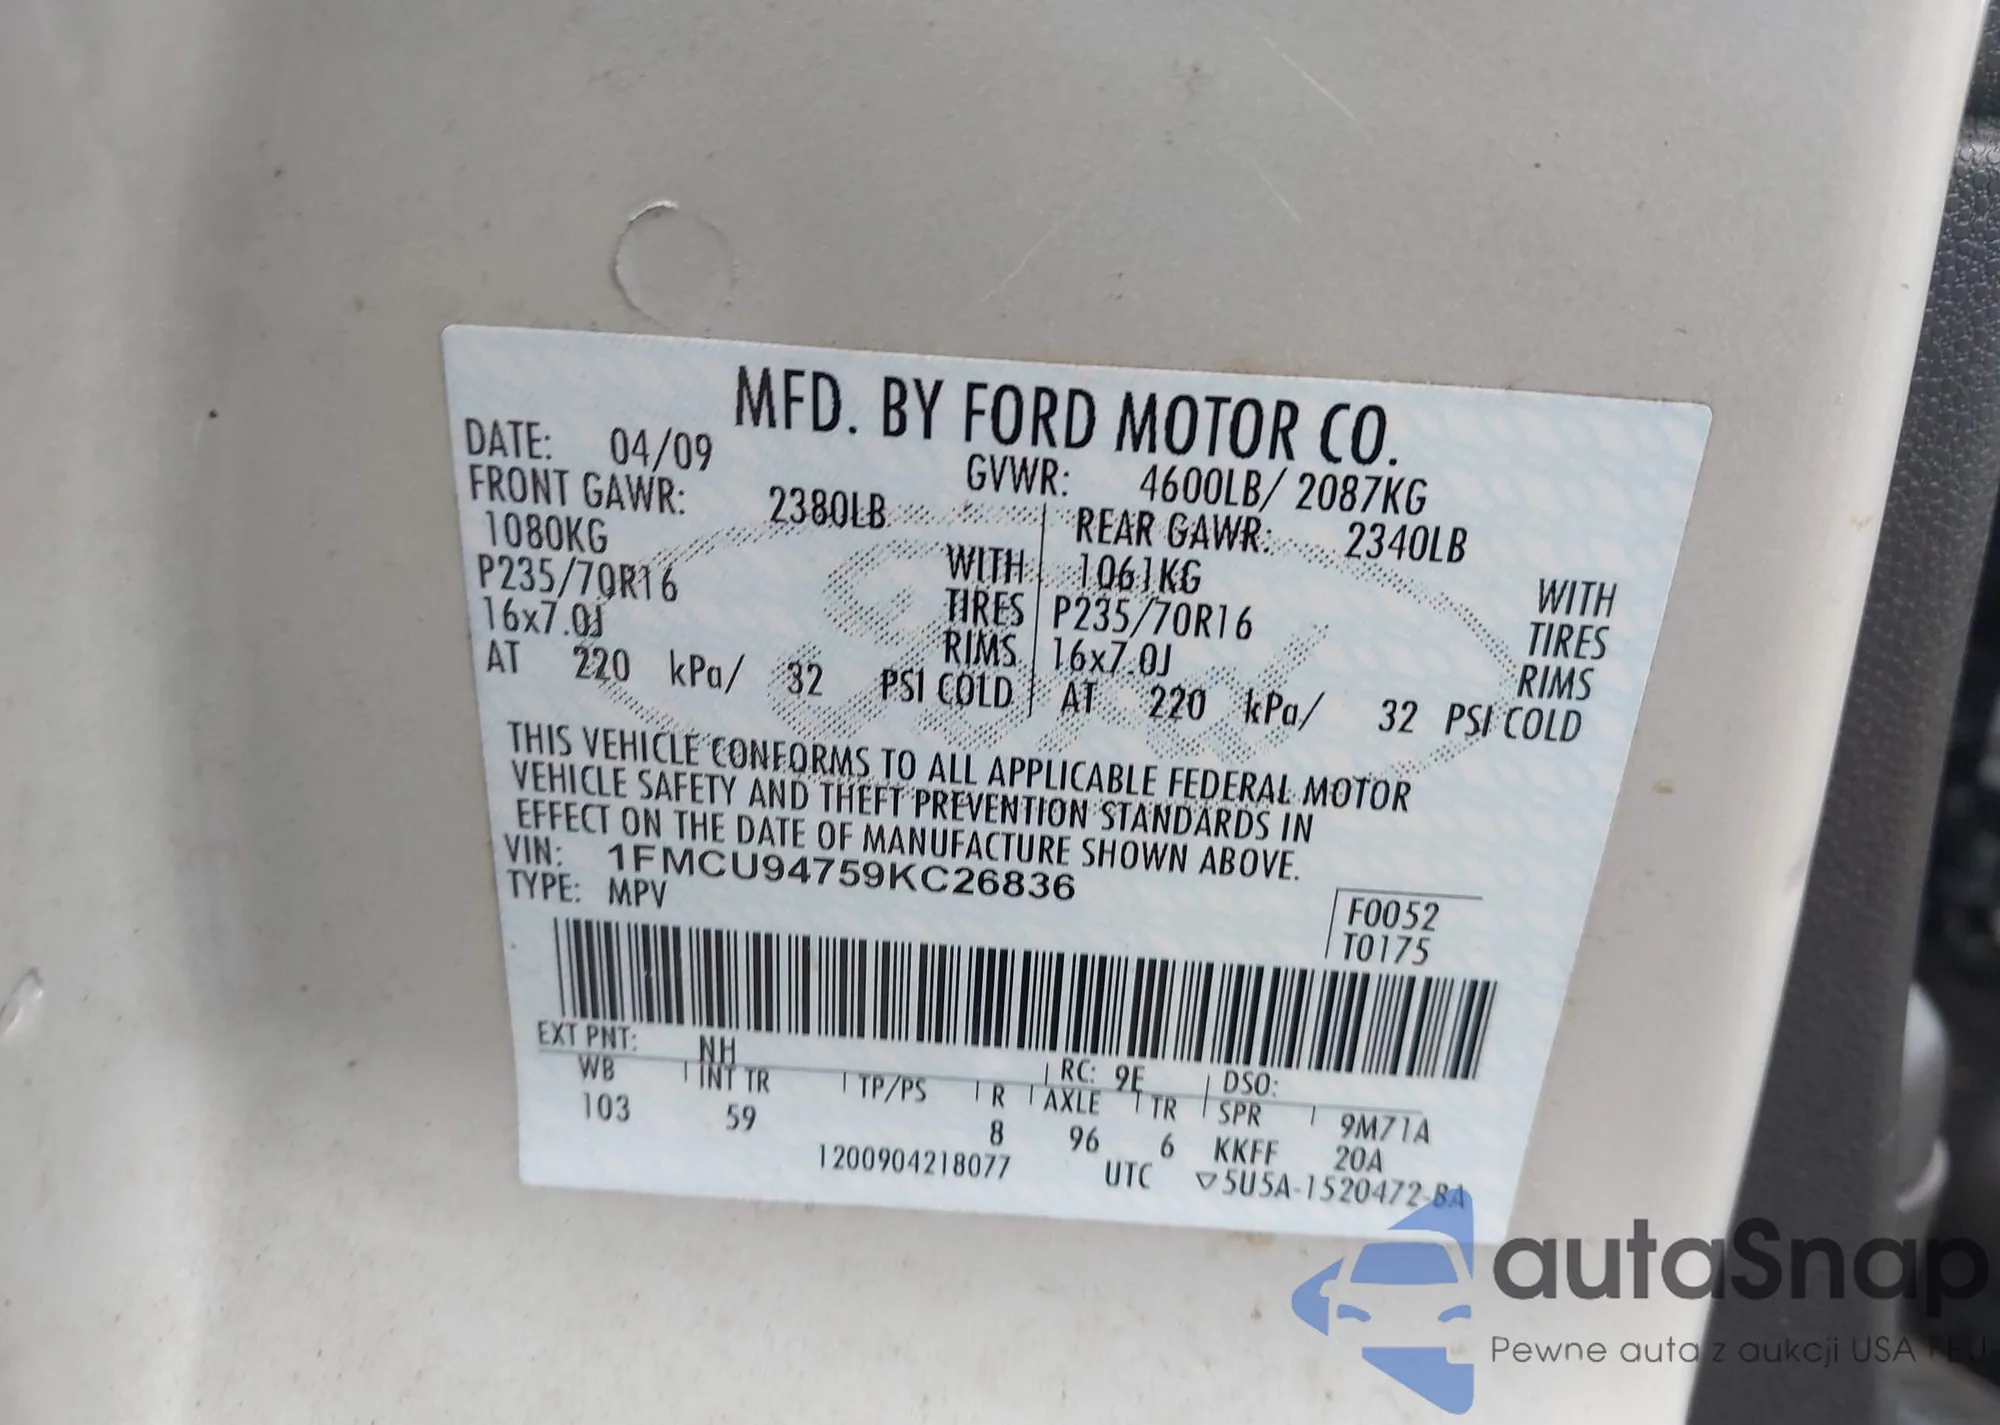 MFD. BY FORD MOTOR CO.
DATE: 04/09 GVWR: 4600LB/ 2087KG
FRONT GAWR: 2380LB REAR GAWR: 2340LB
1080KG WITH 1061KG WITH
P235/70R16 TIRES P235/70R16 TIRES
16x7.0J RIMS 16x7.0J RIMS
AT 220 kPa/ 32 PSI COLD AT 220 kPa/ 32 PSI COLD
THIS VEHICLE CONFORMS TO ALL APPLICABLE FEDERAL MOTOR
VEHICLE SAFETY AND THEFT PREVENTION STANDARDS IN
EFFECT ON THE DATE OF MANUFACTURE SHOWN ABOVE.
VIN: 1FMCU94759KC26836
TYPE: MPV
F0052
T0175
EXT PNT: NH RC: 9E DSO:
WB INT TR TP/PS R AXLE TR SPR 9M71A
103 59 8 96 6 KKFF 20A
1200904218077 UTC ▽5U5A-1520472-BA
autaSnap
Pewne auta z aukcji USA i EU